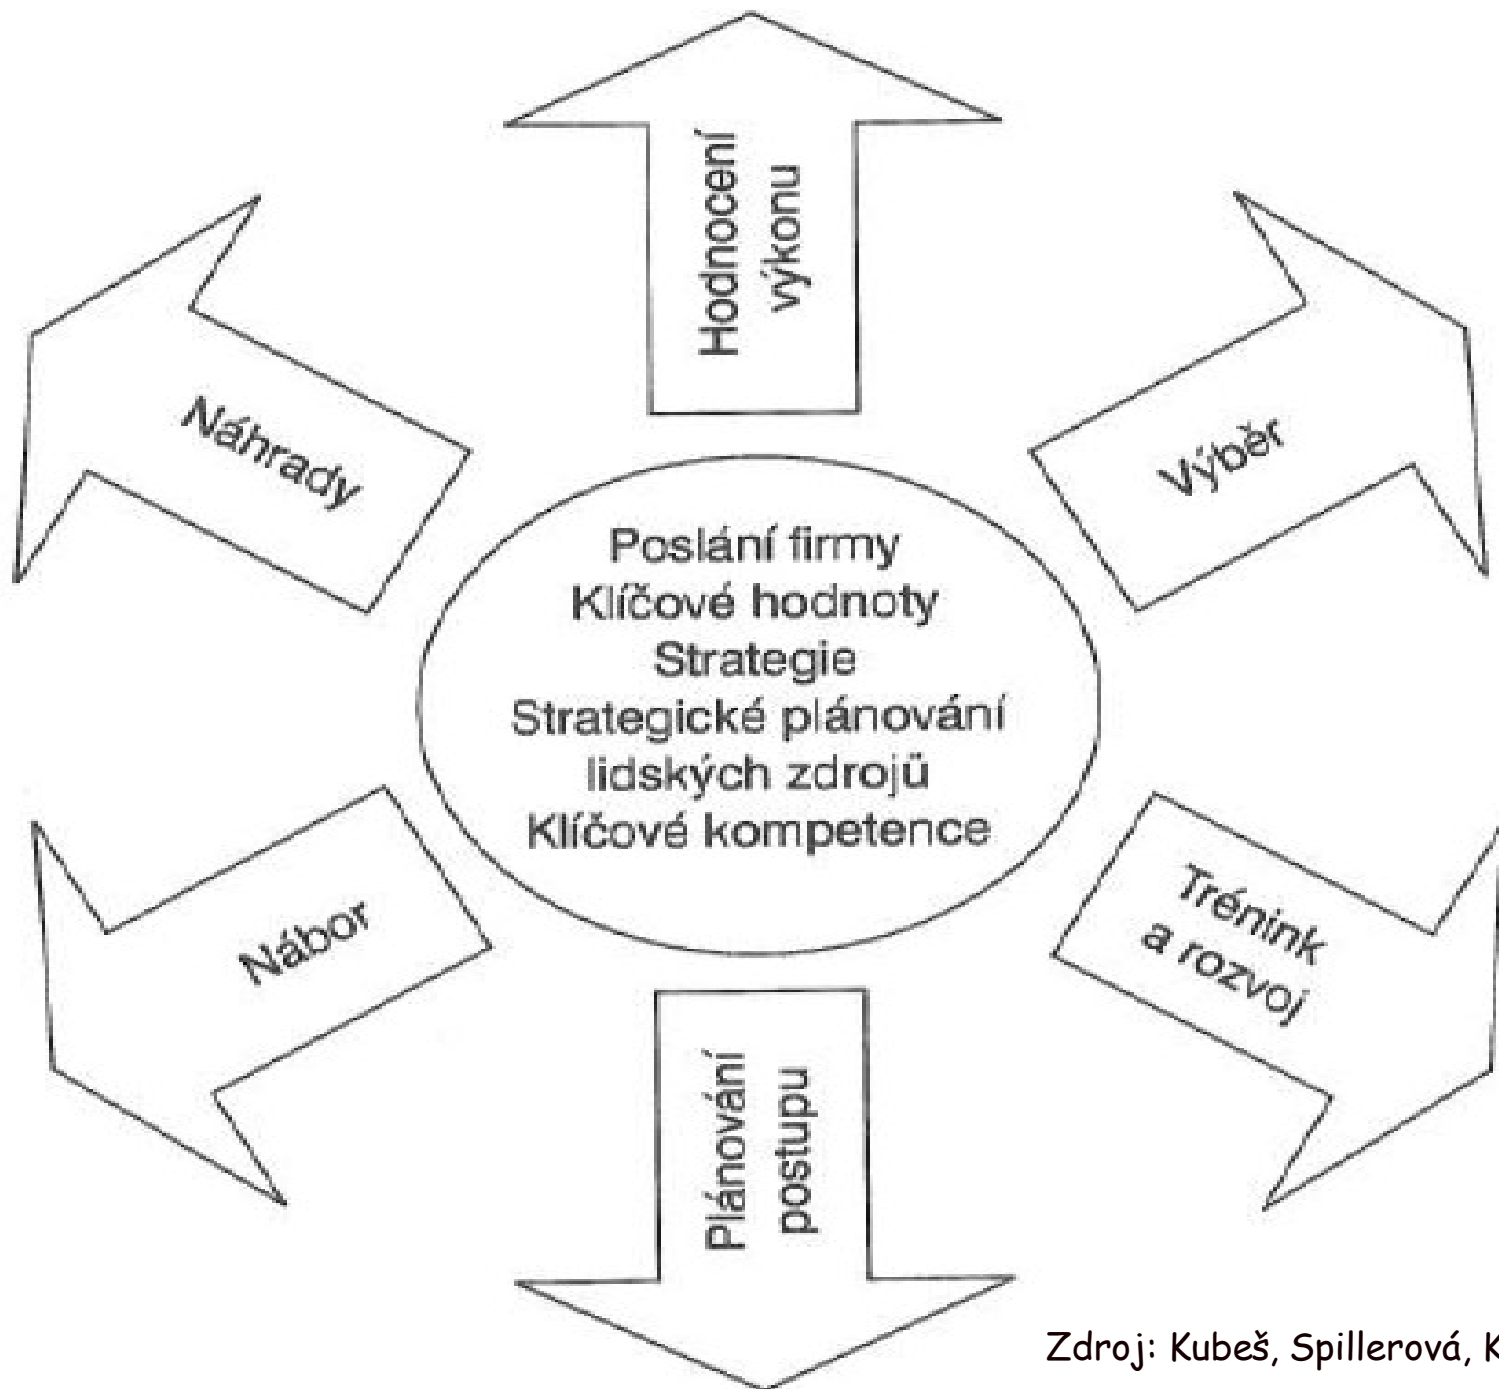 Hodnocení
výkonu
Náhrady
Výběr
Poslání firmy
Klíčové hodnoty
Strategie
Strategické plánování
lidských zdrojů
Klíčové kompetence
Nábor
Trénink
a rozvoj
Plánování
postupu
Zdroj: Kubeš, Spillerová, K